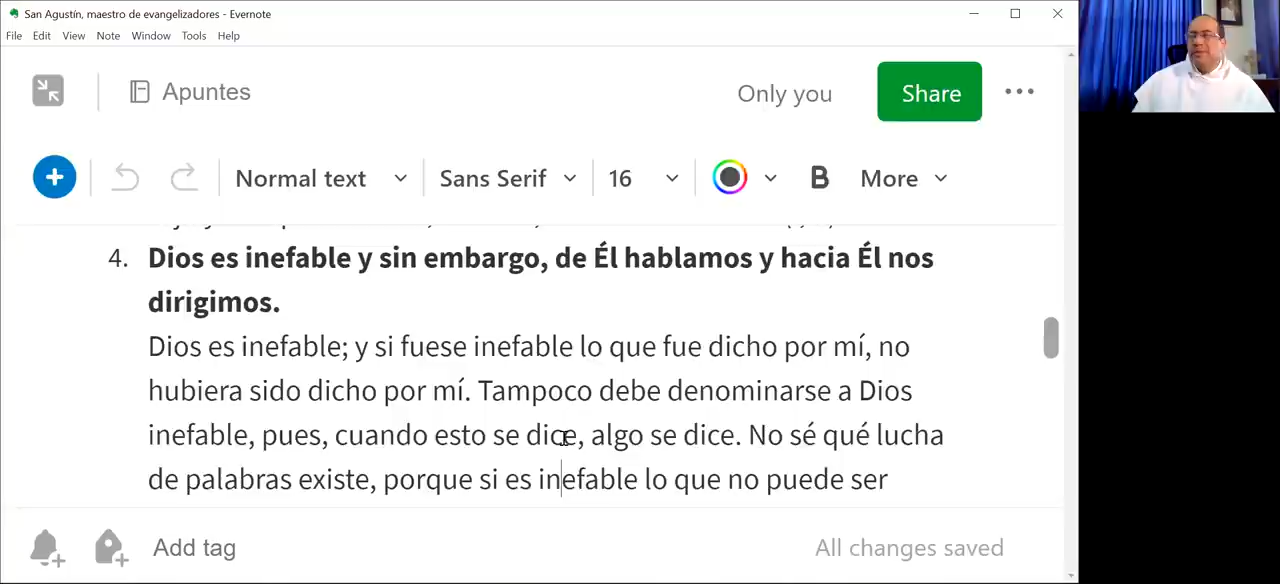 San Agustín, maestro de evangelizadores - Evernote
File Edit View Note Window Tools Help
Apuntes
Only you
Share
Normal text
Sans Serif
16
B
More
4. Dios es inefable y sin embargo, de Él hablamos y hacia Él nos
dirigimos.
Dios es inefable; y si fuese inefable lo que fue dicho por mí, no
hubiera sido dicho por mí. Tampoco debe denominarse a Dios
inefable, pues, cuando esto se dice, algo se dice. No sé qué lucha
de palabras existe, porque si es inefable lo que no puede ser
Add tag
All changes saved